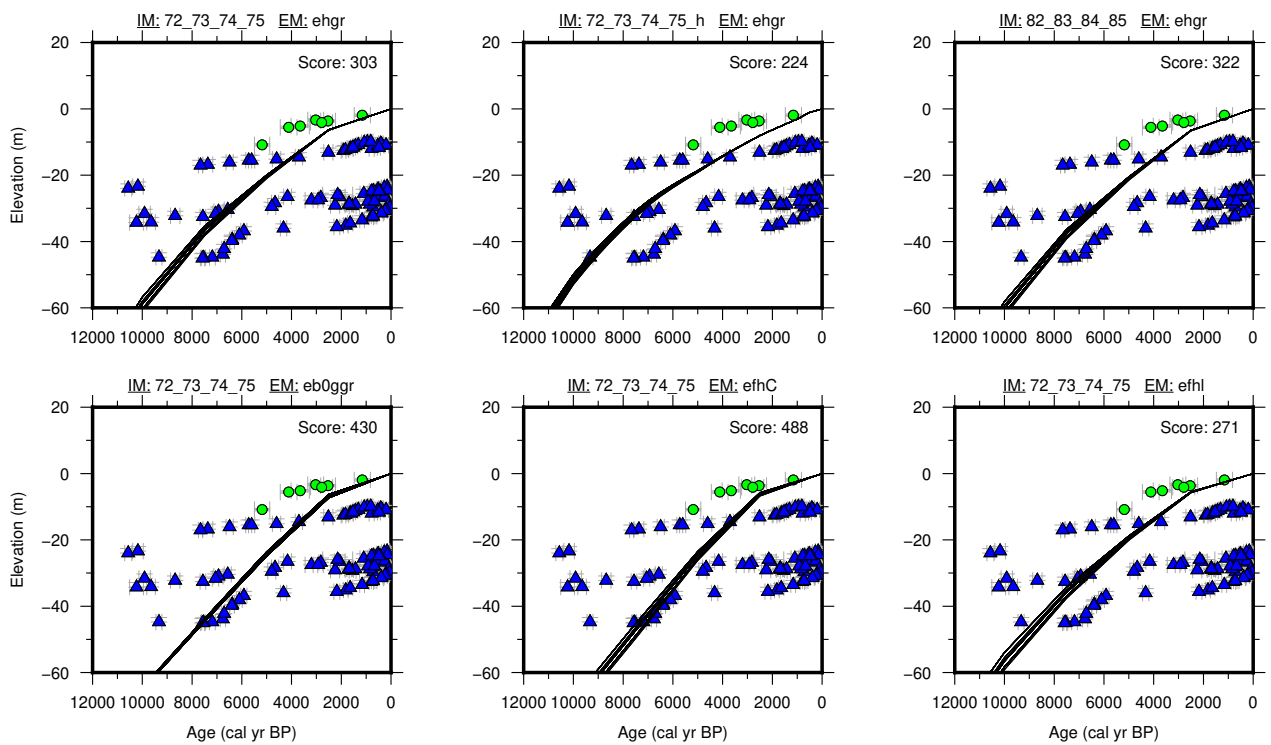 IM: 72_73_74_75 EM: ehgr
IM: 72_73_74_75_h EM: ehgr
IM: 82_83_84_85 EM: ehgr
Score: 303
Score: 224
Score: 322
20
0
−20
−40
−60
Elevation (m)
20
0
−20
−40
−60
20
0
−20
−40
−60
12000 10000 8000 6000 4000 2000 0
12000 10000 8000 6000 4000 2000 0
12000 10000 8000 6000 4000 2000 0
IM: 72_73_74_75 EM: eb0ggr
IM: 72_73_74_75 EM: efhC
IM: 72_73_74_75 EM: efhl
Score: 430
Score: 488
Score: 271
20
0
−20
−40
−60
Elevation (m)
20
0
−20
−40
−60
20
0
−20
−40
−60
12000 10000 8000 6000 4000 2000 0
12000 10000 8000 6000 4000 2000 0
12000 10000 8000 6000 4000 2000 0
Age (cal yr BP)
Age (cal yr BP)
Age (cal yr BP)